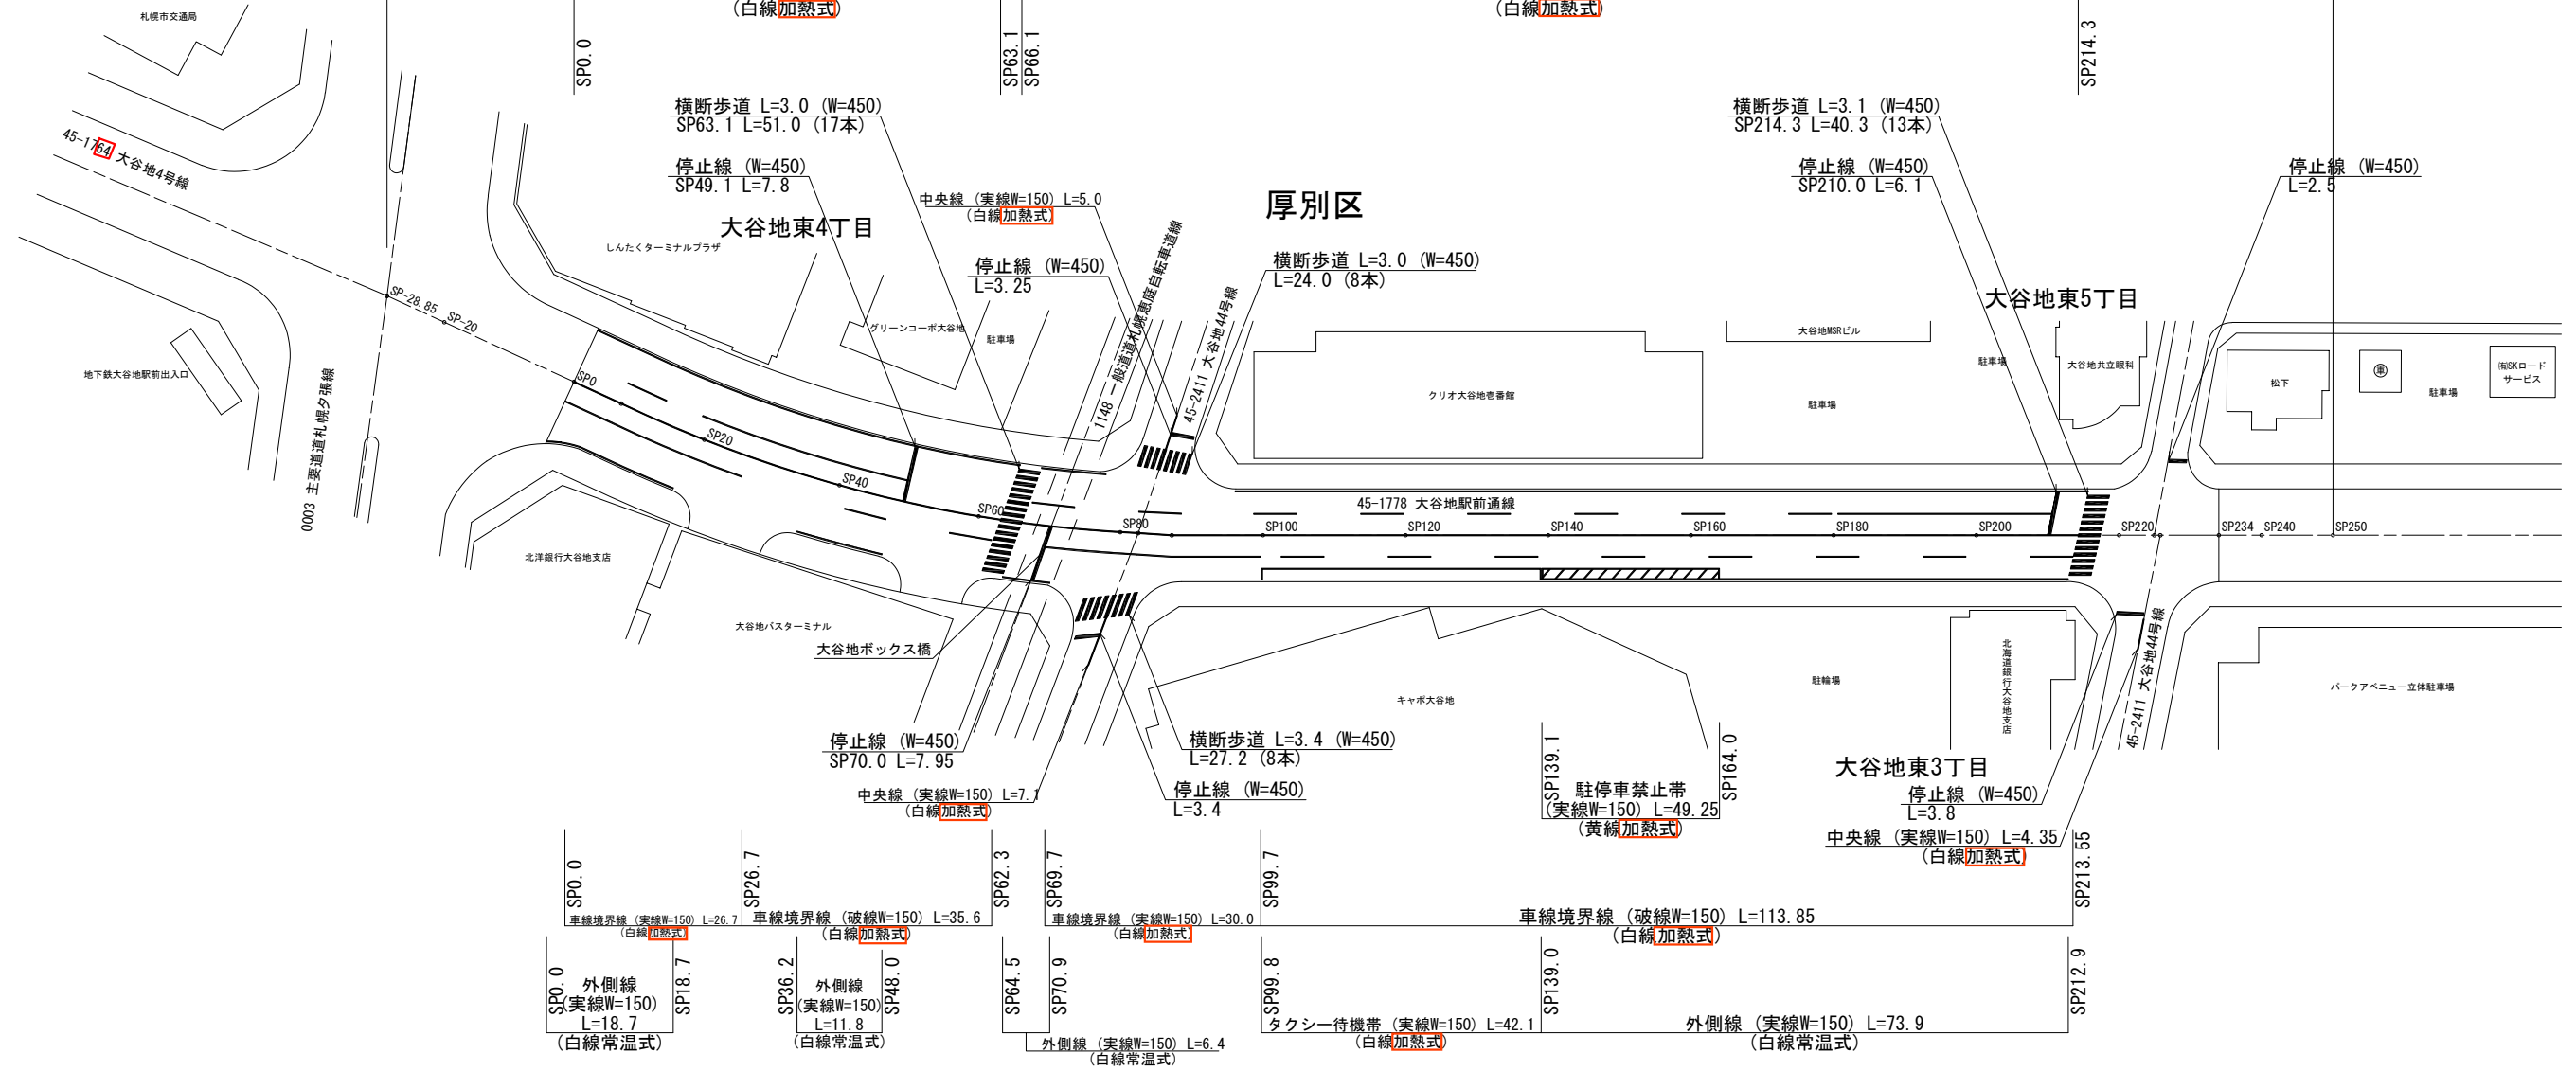 札幌市交通局
(白線加熱式)
(白線加熱式)
SP0.0
SP63.1
SP66.1
SP214.3
45-1764 大谷地4号線
横断歩道 L=3.0 (W=450)
SP63.1 L=51.0 (17本)
停止線 (W=450)
SP49.1 L=7.8
大谷地東4丁目
しんたくターミナルプラザ
中央線 (実線W=150) L=5.0
(白線加熱式)
停止線 (W=450)
L=3.25
厚別区
横断歩道 L=3.0 (W=450)
L=24.0 (8本)
横断歩道 L=3.1 (W=450)
SP214.3 L=40.3 (13本)
停止線 (W=450)
SP210.0 L=6.1
停止線 (W=450)
L=2.5
大谷地東5丁目
1148 一般道道札幌恵庭自転車道線
45-2411 大谷地44号線
SP-28.85
SP-20
グリーンコーポ大谷地
駐車場
大谷地MSRビル
駐車場
大谷地共立眼科
松下
車
駐車場
(有)SKロード
サービス
地下鉄大谷地駅前出入口
0003 主要道道札幌夕張線
クリオ大谷地壱番館
駐車場
SP0
SP20
SP40
SP60
SP80
45-1778 大谷地駅前通線
SP100
SP120
SP140
SP160
SP180
SP200
SP220
SP234
SP240
SP250
北洋銀行大谷地支店
大谷地バスターミナル
大谷地ボックス橋
キャポ大谷地
駐輪場
北海道銀行大谷地支店
45-2411 大谷地44号線
パークアベニュー立体駐車場
停止線 (W=450)
SP70.0 L=7.95
中央線 (実線W=150) L=7.1
(白線加熱式)
横断歩道 L=3.4 (W=450)
L=27.2 (8本)
停止線 (W=450)
L=3.4
SP139.1
SP164.0
駐停車禁止帯
(実線W=150) L=49.25
(黄線加熱式)
大谷地東3丁目
停止線 (W=450)
L=3.8
中央線 (実線W=150) L=4.35
(白線加熱式)
SP0.0
SP26.7
SP62.3
SP69.7
SP99.7
SP213.55
車線境界線 (実線W=150) L=26.7
(白線加熱式)
車線境界線 (破線W=150) L=35.6
(白線加熱式)
車線境界線 (実線W=150) L=30.0
(白線加熱式)
車線境界線 (破線W=150) L=113.85
(白線加熱式)
SP0.0
SP18.7
外側線
(実線W=150)
L=18.7
(白線常温式)
SP36.2
SP48.0
外側線
(実線W=150)
L=11.8
(白線常温式)
SP64.5
SP70.9
外側線 (実線W=150) L=6.4
(白線常温式)
SP99.8
SP139.0
SP212.9
タクシー待機帯 (実線W=150) L=42.1
(白線加熱式)
外側線 (実線W=150) L=73.9
(白線常温式)